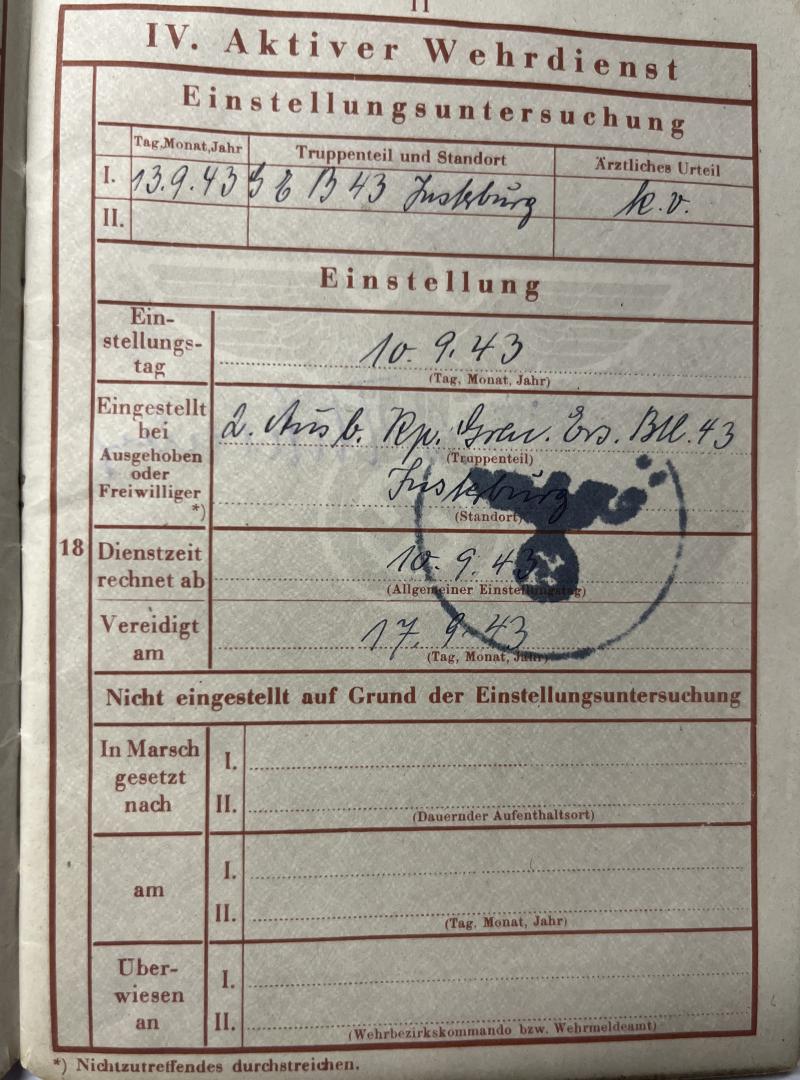 11
IV. Aktiver Wehrdienst
Einstellungsuntersuchung
Tag, Monat, Jahr Truppenteil und Standort Ärztliches Urteil
I. 13.9.43 G E B 43 Insterburg k.v.
II.
Einstellung
Ein-
stellungs-
tag
10.9.43
(Tag, Monat, Jahr)
Eingestellt
bei
Ausgehoben
oder
Freiwilliger
*)
2. Ausb. Kp. Gren. Ers. Btl. 43
(Truppenteil)
Insterburg
(Standort)
18
Dienstzeit
rechnet ab
10.9.43
(Allgemeiner Einstellungstag)
Vereidigt
am
17.9.43
(Tag, Monat, Jahr)
Nicht eingestellt auf Grund der Einstellungsuntersuchung
In Marsch
gesetzt
nach
I.
II.
(Dauernder Aufenthaltsort)
am
I.
II.
(Tag, Monat, Jahr)
Über-
wiesen
an
I.
II.
(Wehrbezirkskommando bzw. Wehrmeldeamt)
*) Nichtzutreffendes durchstreichen.